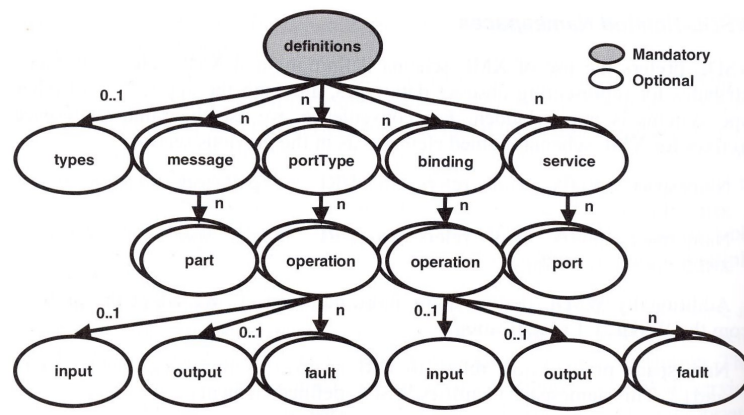 definitions
Mandatory
Optional
0..1
n
n
n
n
types
message
portType
binding
service
n
n
n
n
part
operation
operation
port
0..1
0..1
n
0..1
0..1
n
input
output
fault
input
output
fault